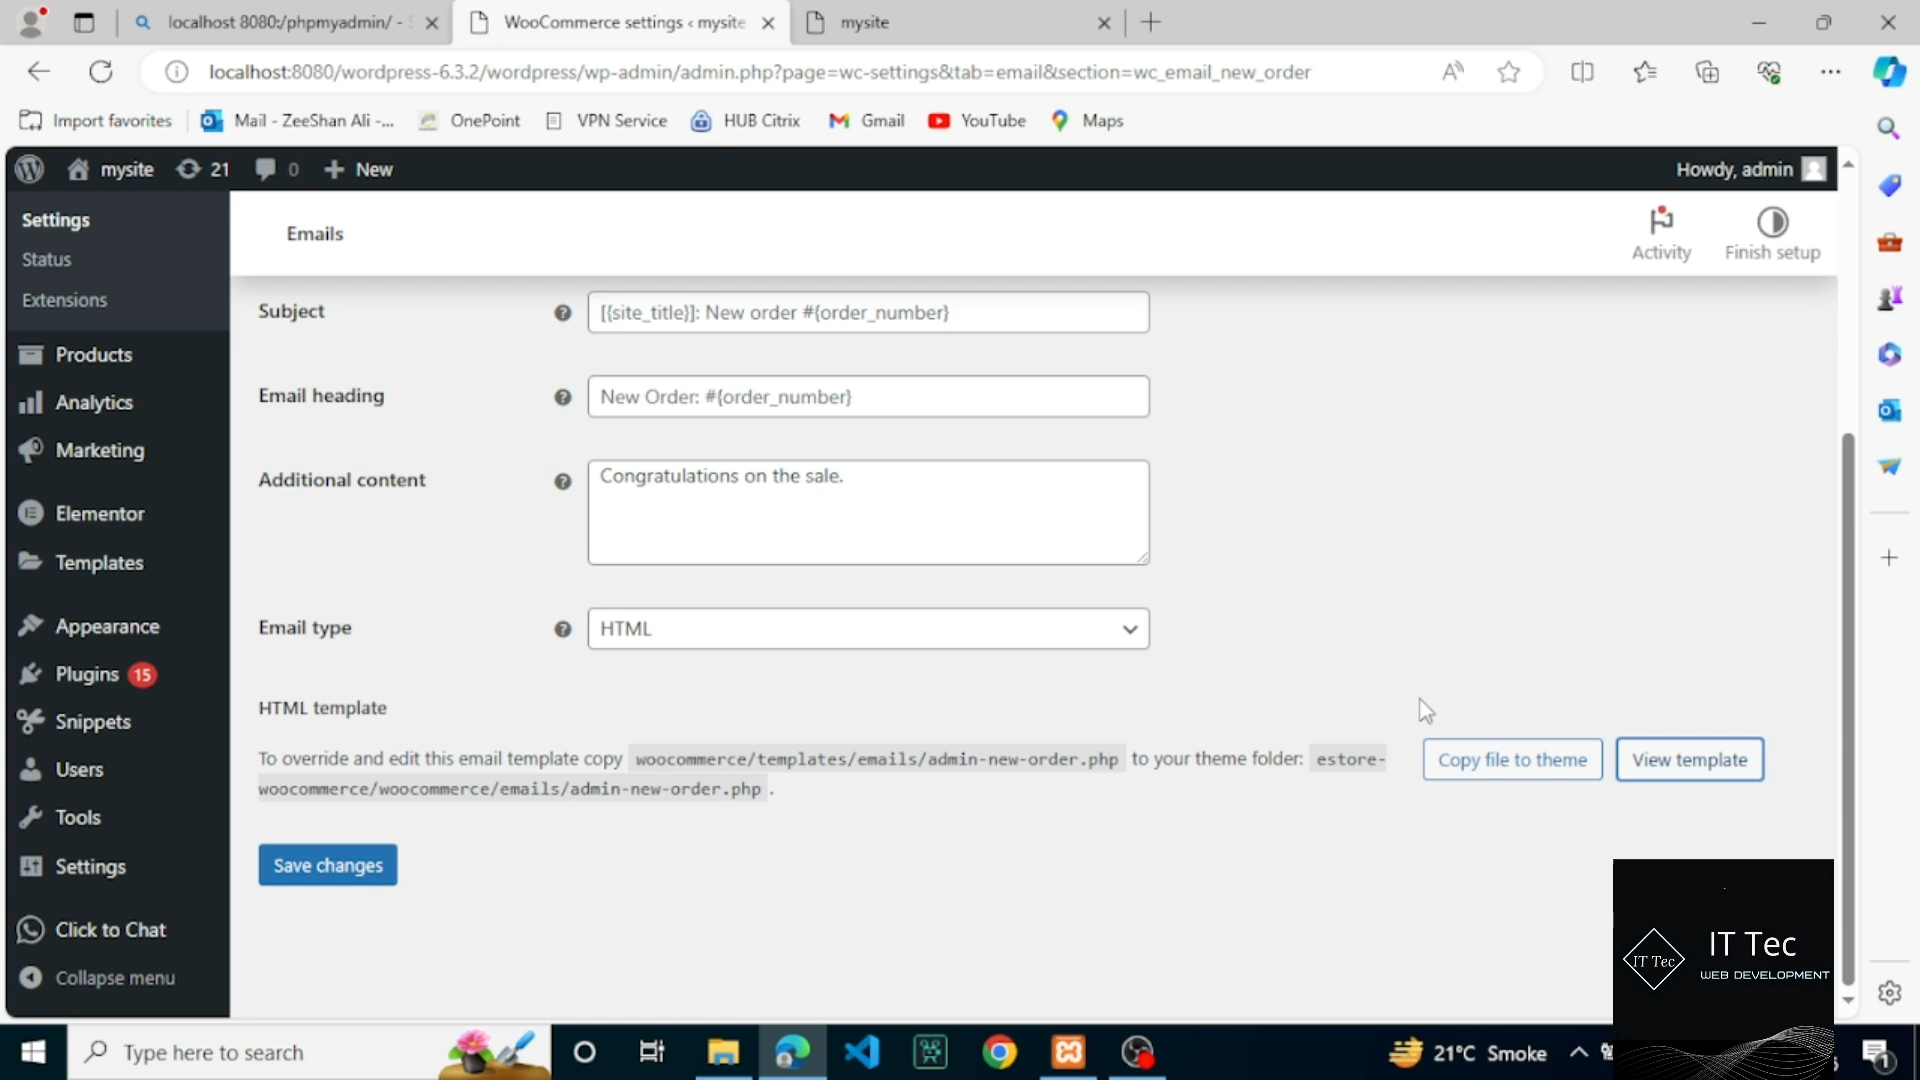 localhost 8080:/phpmyadmin/ -
WooCommerce settings ‹ mysite
mysite
localhost:8080/wordpress-6.3.2/wordpress/wp-admin/admin.php?page=wc-settings&tab=email&section=wc_email_new_order
Import favorites
Mail - ZeeShan Ali -...
OnePoint
VPN Service
HUB Citrix
Gmail
YouTube
Maps
mysite
21
0
New
Howdy, admin
Settings
Status
Extensions
Products
Analytics
Marketing
Elementor
Templates
Appearance
Plugins 15
Snippets
Users
Tools
Settings
Click to Chat
Collapse menu
Emails
Activity
Finish setup
Subject
[{site_title}]: New order #{order_number}
Email heading
New Order: #{order_number}
Additional content
Congratulations on the sale.
Email type
HTML
HTML template
To override and edit this email template copy woocommerce/templates/emails/admin-new-order.php to your theme folder: estore-
woocommerce/woocommerce/emails/admin-new-order.php .
Copy file to theme
View template
Save changes
IT Tec
IT Tec
WEB DEVELOPMENT
Type here to search
21°C Smoke
1